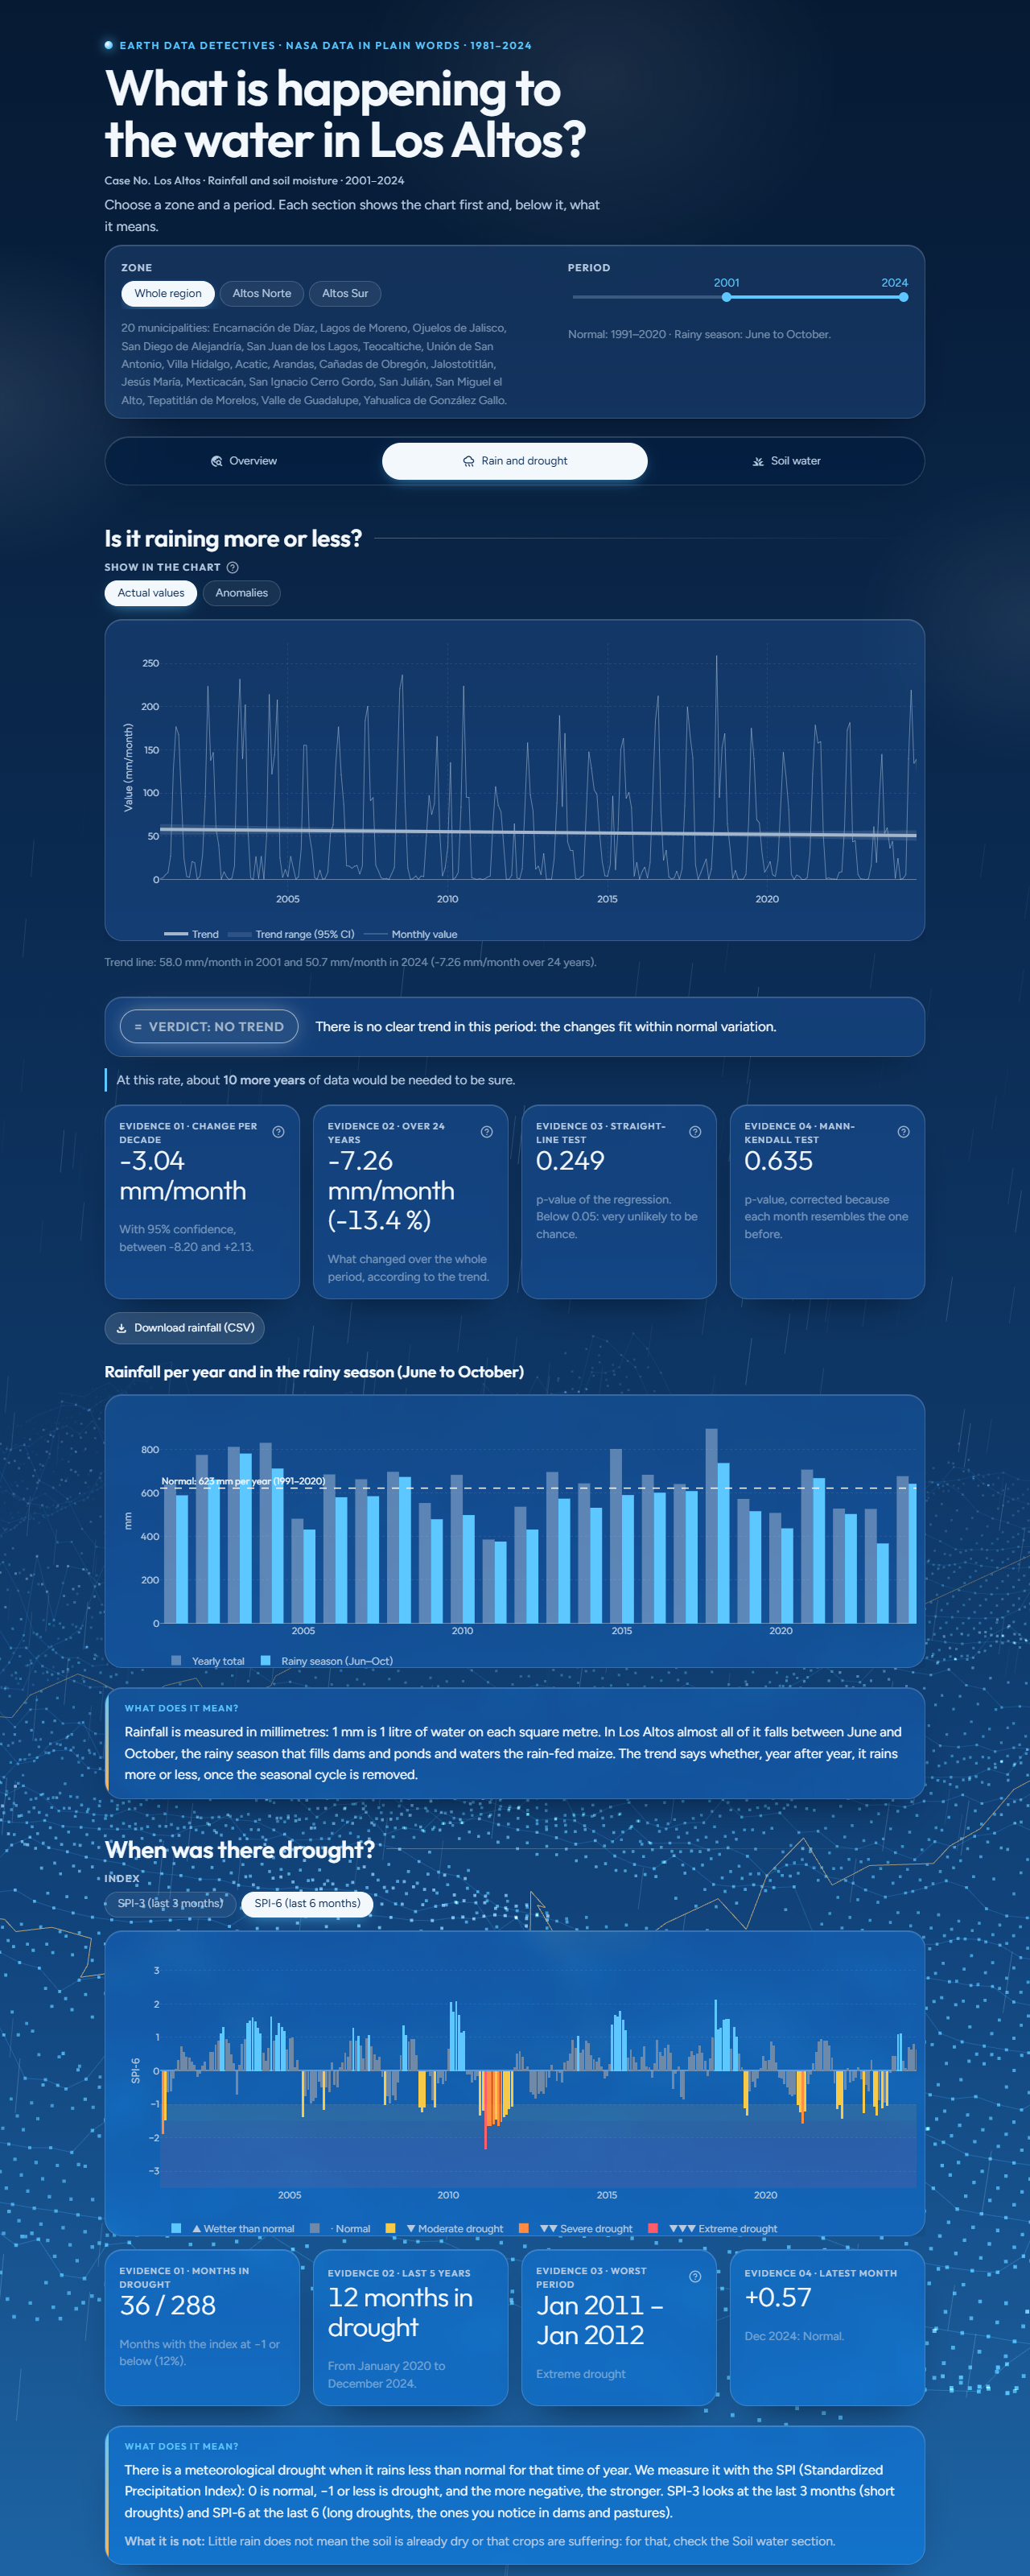 EARTH DATA DETECTIVES · NASA DATA IN PLAIN WORDS · 1981–2024
What is happening to
the water in Los Altos?
Case No. Los Altos · Rainfall and soil moisture · 2001–2024
Choose a zone and a period. Each section shows the chart first and, below it, what
it means.
ZONE
Whole region
Altos Norte
Altos Sur
20 municipalities: Encarnación de Díaz, Lagos de Moreno, Ojuelos de Jalisco,
San Diego de Alejandría, San Juan de los Lagos, Teocaltiche, Unión de San
Antonio, Villa Hidalgo, Acatic, Arandas, Cañadas de Obregón, Jalostotitlán,
Jesús María, Mexticacán, San Ignacio Cerro Gordo, San Julián, San Miguel el
Alto, Tepatitlán de Morelos, Valle de Guadalupe, Yahualica de González Gallo.
PERIOD
2001
2024
Normal: 1991–2020 · Rainy season: June to October.
Overview
Rain and drought
Soil water
Is it raining more or less?
SHOW IN THE CHART ?
Actual values
Anomalies
Value (mm/month)
250
200
150
100
50
0
2005
2010
2015
2020
Trend
Trend range (95% CI)
Monthly value
Trend line: 58.0 mm/month in 2001 and 50.7 mm/month in 2024 (-7.26 mm/month over 24 years).
= VERDICT: NO TREND
There is no clear trend in this period: the changes fit within normal variation.
At this rate, about 10 more years of data would be needed to be sure.
EVIDENCE 01 · CHANGE PER
DECADE
?
-3.04
mm/month
With 95% confidence,
between -8.20 and +2.13.
EVIDENCE 02 · OVER 24
YEARS
?
-7.26
mm/month
(-13.4 %)
What changed over the whole
period, according to the trend.
EVIDENCE 03 · STRAIGHT-
LINE TEST
?
0.249
p-value of the regression.
Below 0.05: very unlikely to be
chance.
EVIDENCE 04 · MANN-
KENDALL TEST
?
0.635
p-value, corrected because
each month resembles the one
before.
Download rainfall (CSV)
Rainfall per year and in the rainy season (June to October)
mm
800
600
400
200
0
Normal: 623 mm per year (1991–2020)
2005
2010
2015
2020
Yearly total
Rainy season (Jun–Oct)
WHAT DOES IT MEAN?
Rainfall is measured in millimetres: 1 mm is 1 litre of water on each square metre. In Los Altos almost all of it falls between June and
October, the rainy season that fills dams and ponds and waters the rain-fed maize. The trend says whether, year after year, it rains
more or less, once the seasonal cycle is removed.
When was there drought?
INDEX
SPI-3 (last 3 months)
SPI-6 (last 6 months)
SPI-6
3
2
1
0
−1
−2
−3
2005
2010
2015
2020
▲ Wetter than normal
· Normal
▼ Moderate drought
▼▼ Severe drought
▼▼▼ Extreme drought
EVIDENCE 01 · MONTHS IN
DROUGHT
36 / 288
Months with the index at −1 or
below (12%).
EVIDENCE 02 · LAST 5 YEARS
12 months in
drought
From January 2020 to
December 2024.
EVIDENCE 03 · WORST
PERIOD
?
Jan 2011 –
Jan 2012
Extreme drought
EVIDENCE 04 · LATEST MONTH
+0.57
Dec 2024: Normal.
WHAT DOES IT MEAN?
There is a meteorological drought when it rains less than normal for that time of year. We measure it with the SPI (Standardized
Precipitation Index): 0 is normal, −1 or less is drought, and the more negative, the stronger. SPI-3 looks at the last 3 months (short
droughts) and SPI-6 at the last 6 (long droughts, the ones you notice in dams and pastures).
What it is not: Little rain does not mean the soil is already dry or that crops are suffering: for that, check the Soil water section.